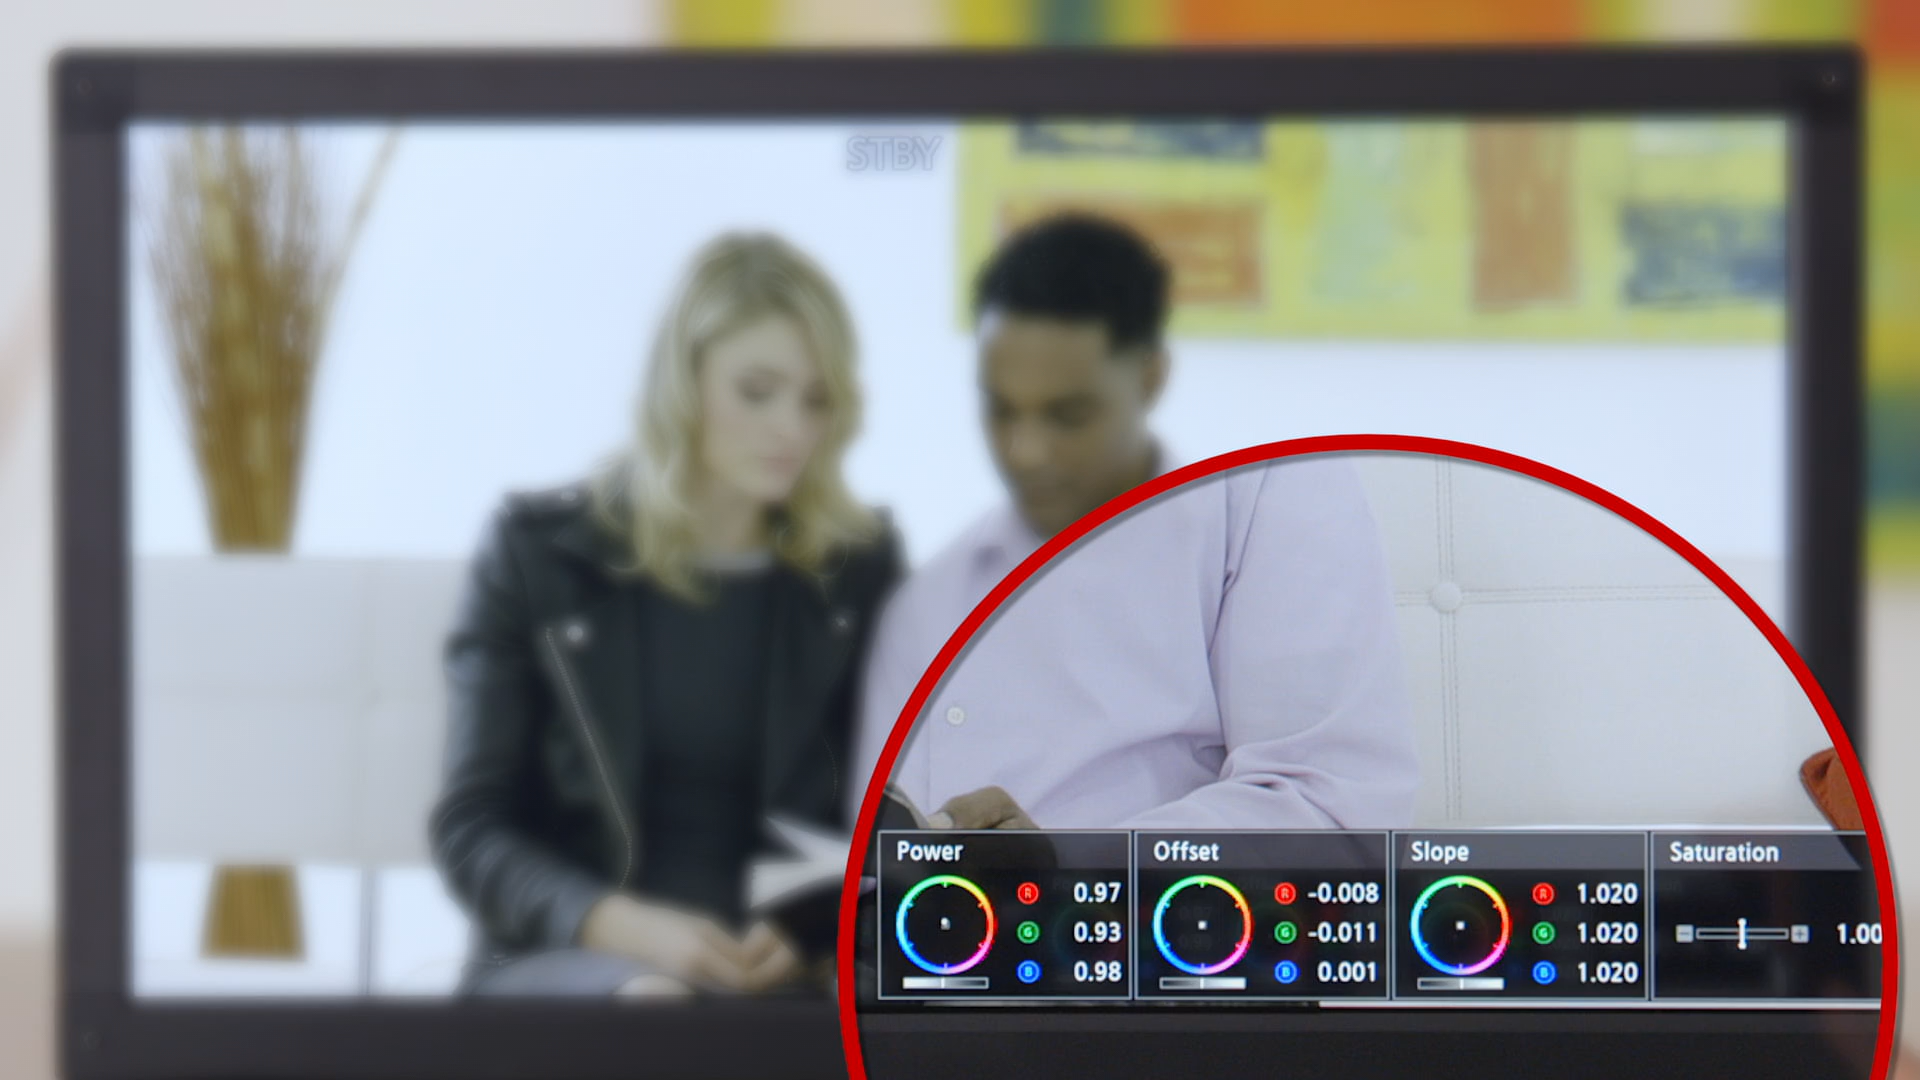 STBY
Power
R 0.97
G 0.93
B 0.98
Offset
R -0.008
G -0.011
B 0.001
Slope
R 1.020
G 1.020
B 1.020
Saturation
1.00